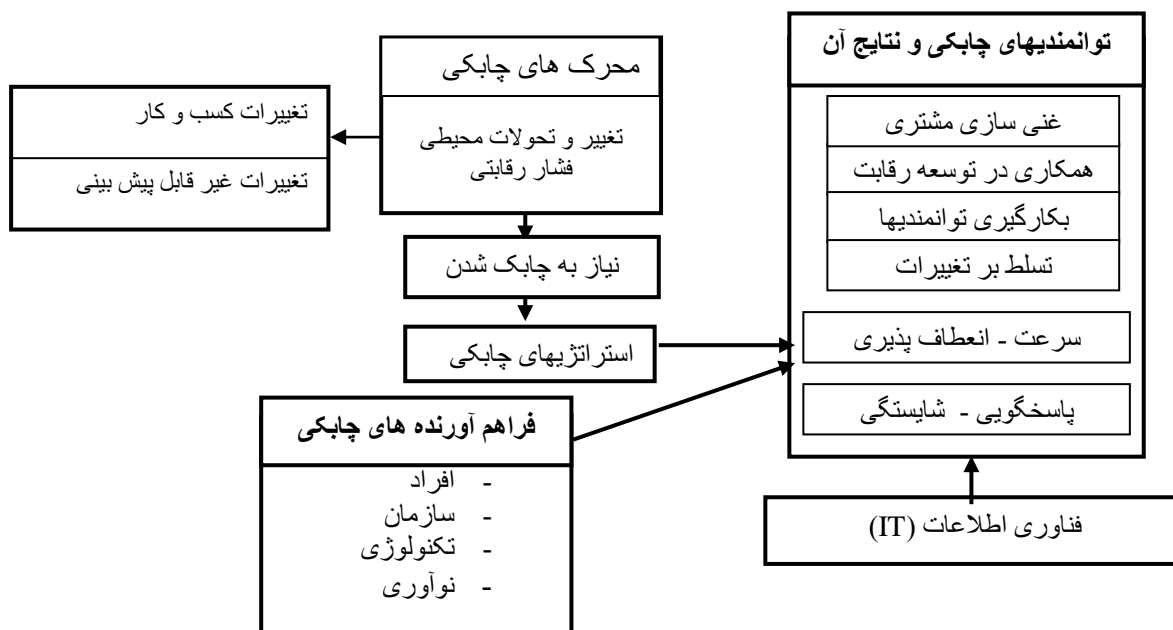 توانمندیهای چابکی و نتایج آن
غنی سازی مشتری
همکاری در توسعه رقابت
بکارگیری توانمندیها
تسلط بر تغییرات
سرعت - انعطاف پذیری
پاسخگویی - شایستگی
فناوری اطلاعات (IT)
محرک های چابکی
تغییر و تحولات محیطی
فشار رقابتی
نیاز به چابک شدن
استراتژیهای چابکی
فراهم آورنده های چابکی
- افراد
- سازمان
- تکنولوژی
- نوآوری
تغییرات کسب و کار
تغییرات غیر قابل پیش بینی